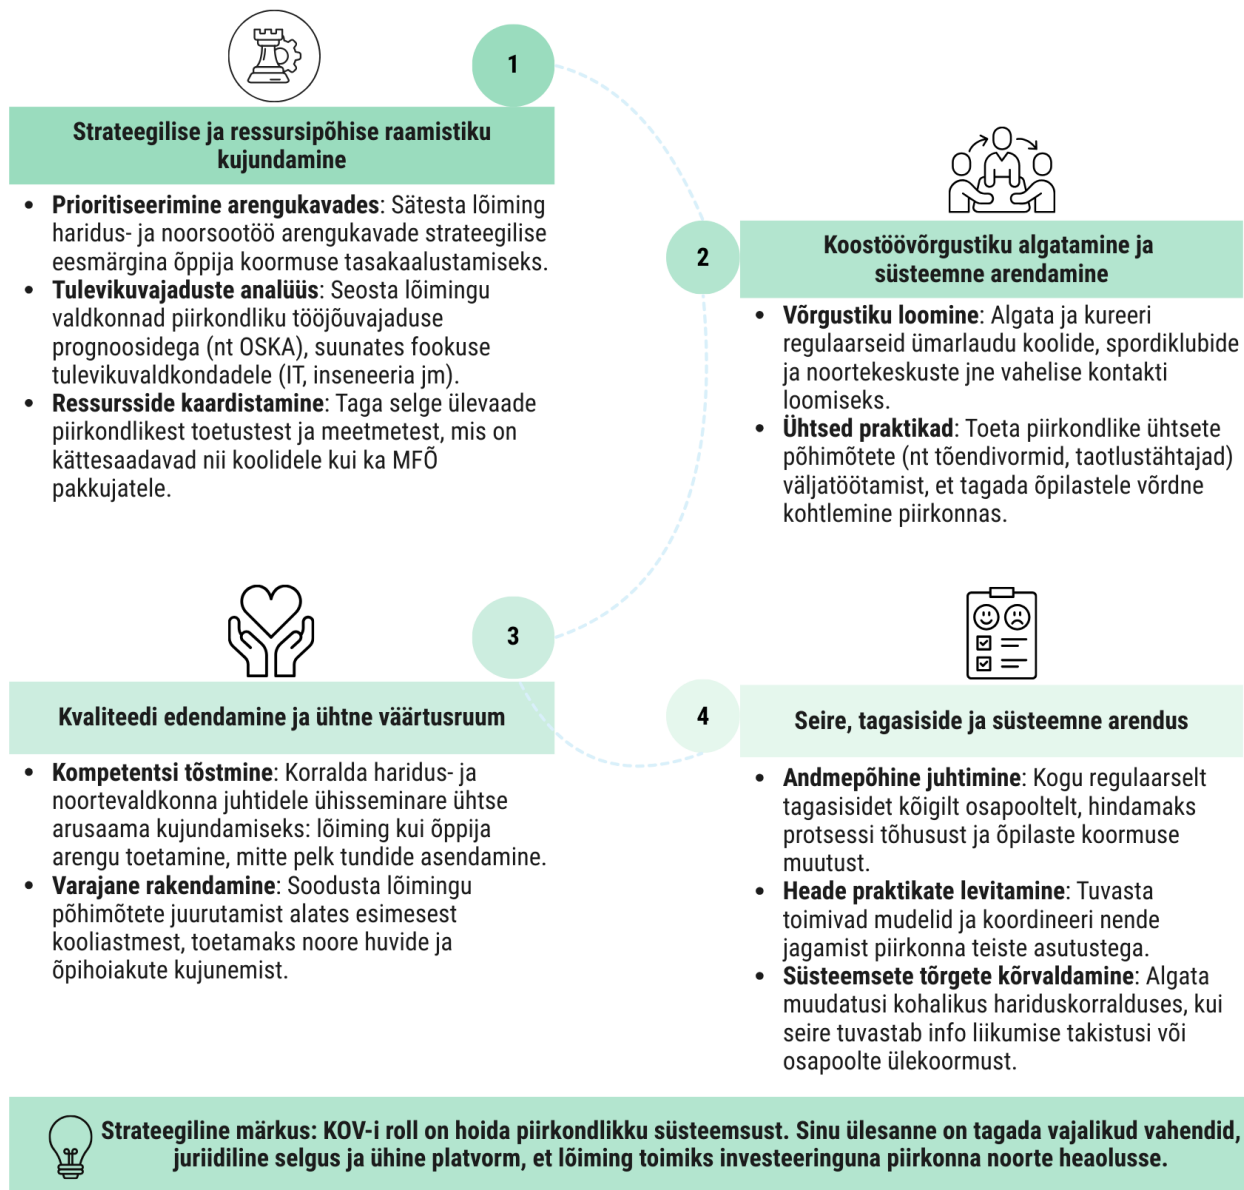 1
Strateegilise ja ressursipõhise raamistiku
kujundamine
• Prioritiseerimine arengukavades: Sätesta lõiming
haridus- ja noorsootöö arengukavade strateegilise
eesmärgina õppija koormuse tasakaalustamiseks.
• Tulevikuvajaduste analüüs: Seosta lõimingu
valdkonnad piirkondliku tööjõuvajaduse
prognoosidega (nt OSKA), suunates fookuse
tulevikuvaldkondadele (IT, inseneeria jm).
• Ressursside kaardistamine: Taga selge ülevaade
piirkondlikest toetustest ja meetmetest, mis on
kättesaadavad nii koolidele kui ka MFÕ
pakkujatele.
2
Koostöövõrgustiku algatamine ja
süsteemne arendamine
• Võrgustiku loomine: Algata ja kureeri
regulaarseid ümarlaudu koolide, spordiklubide
ja noortekeskuste jne vahelise kontakti
loomiseks.
• Ühtsed praktikad: Toeta piirkondlike ühtsete
põhimõtete (nt tõendivormid, taotlustähtajad)
väljatöötamist, et tagada õpilastele võrdne
kohtlemine piirkonnas.
3
Kvaliteedi edendamine ja ühtne väärtusruum
• Kompetentsi tõstmine: Korralda haridus- ja
noortevaldkonna juhtidele ühisseminare ühtse
arusaama kujundamiseks: lõiming kui õppija
arengu toetamine, mitte pelk tundide asendamine.
• Varajane rakendamine: Soodusta lõimingu
põhimõtete juurutamist alates esimesest
kooliastmest, toetamaks noore huvide ja
õpihoiakute kujunemist.
4
Seire, tagasiside ja süsteemne arendus
• Andmepõhine juhtimine: Kogu regulaarselt
tagasisidet kõigilt osapooltelt, hindamaks
protsessi tõhusust ja õpilaste koormuse
muutust.
• Heade praktikate levitamine: Tuvasta
toimivad mudelid ja koordineeri nende
jagamist piirkonna teiste asutustega.
• Süsteemsete tõrgete kõrvaldamine: Algata
muudatusi kohalikus hariduskorralduses, kui
seire tuvastab info liikumise takistusi või
osapoolte ülekoormust.
Strateegiline märkus: KOV-i roll on hoida piirkondlikku süsteemsust. Sinu ülesanne on tagada vajalikud vahendid,
juriidiline selgus ja ühine platvorm, et lõiming toimiks investeeringuna piirkonna noorte heaolusse.